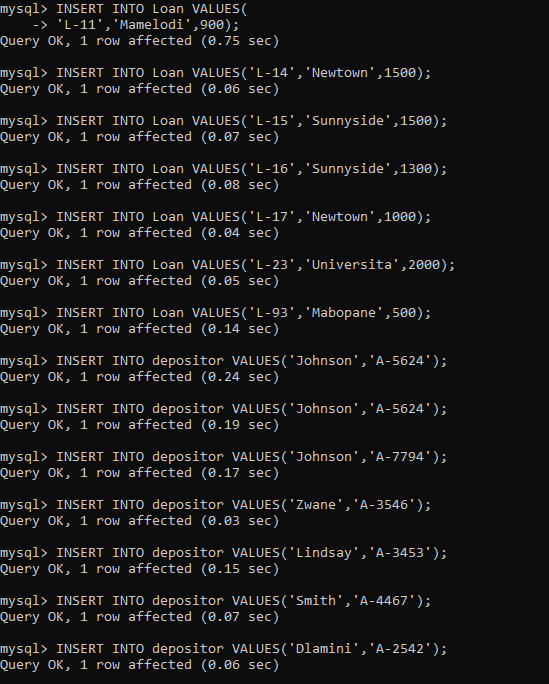 mysql> INSERT INTO Loan VALUES(
    -> 'L-11','Mamelodi',900);
Query OK, 1 row affected (0.75 sec)
mysql> INSERT INTO Loan VALUES('L-14','Newtown',1500);
Query OK, 1 row affected (0.06 sec)
mysql> INSERT INTO Loan VALUES('L-15','Sunnyside',1500);
Query OK, 1 row affected (0.07 sec)
mysql> INSERT INTO Loan VALUES('L-16','Sunnyside',1300);
Query OK, 1 row affected (0.08 sec)
mysql> INSERT INTO Loan VALUES('L-17','Newtown',1000);
Query OK, 1 row affected (0.04 sec)
mysql> INSERT INTO Loan VALUES('L-23','Universita',2000);
Query OK, 1 row affected (0.05 sec)
mysql> INSERT INTO Loan VALUES('L-93','Mabopane',500);
Query OK, 1 row affected (0.14 sec)
mysql> INSERT INTO depositor VALUES('Johnson','A-5624');
Query OK, 1 row affected (0.24 sec)
mysql> INSERT INTO depositor VALUES('Johnson','A-5624');
Query OK, 1 row affected (0.19 sec)
mysql> INSERT INTO depositor VALUES('Johnson','A-7794');
Query OK, 1 row affected (0.17 sec)
mysql> INSERT INTO depositor VALUES('Zwane','A-3546');
Query OK, 1 row affected (0.03 sec)
mysql> INSERT INTO depositor VALUES('Lindsay','A-3453');
Query OK, 1 row affected (0.15 sec)
mysql> INSERT INTO depositor VALUES('Smith','A-4467');
Query OK, 1 row affected (0.07 sec)
mysql> INSERT INTO depositor VALUES('Dlamini','A-2542');
Query OK, 1 row affected (0.06 sec)